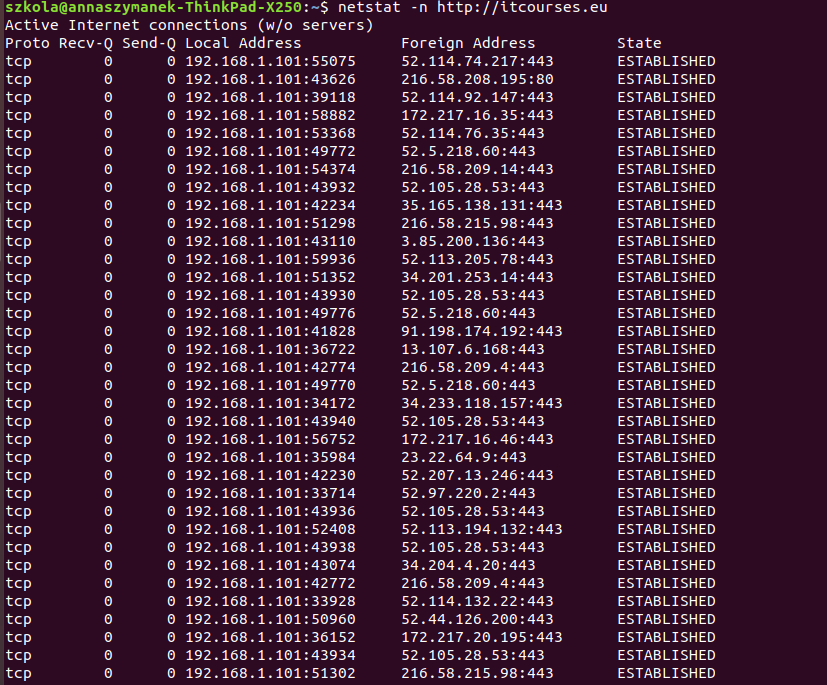 szkola@annaszymanek-ThinkPad-X250:~$ netstat -n http://itcourses.eu
Active Internet connections (w/o servers)
Proto Recv-Q Send-Q Local Address           Foreign Address         State
tcp        0      0 192.168.1.101:55075     52.114.74.217:443       ESTABLISHED
tcp        0      0 192.168.1.101:43626     216.58.208.195:80       ESTABLISHED
tcp        0      0 192.168.1.101:39118     52.114.92.147:443       ESTABLISHED
tcp        0      0 192.168.1.101:58882     172.217.16.35:443       ESTABLISHED
tcp        0      0 192.168.1.101:53368     52.114.76.35:443        ESTABLISHED
tcp        0      0 192.168.1.101:49772     52.5.218.60:443         ESTABLISHED
tcp        0      0 192.168.1.101:54374     216.58.209.14:443       ESTABLISHED
tcp        0      0 192.168.1.101:43932     52.105.28.53:443        ESTABLISHED
tcp        0      0 192.168.1.101:42234     35.165.138.131:443      ESTABLISHED
tcp        0      0 192.168.1.101:51298     216.58.215.98:443       ESTABLISHED
tcp        0      0 192.168.1.101:43110     3.85.200.136:443        ESTABLISHED
tcp        0      0 192.168.1.101:59936     52.113.205.78:443       ESTABLISHED
tcp        0      0 192.168.1.101:51352     34.201.253.14:443       ESTABLISHED
tcp        0      0 192.168.1.101:43930     52.105.28.53:443        ESTABLISHED
tcp        0      0 192.168.1.101:49776     52.5.218.60:443         ESTABLISHED
tcp        0      0 192.168.1.101:41828     91.198.174.192:443      ESTABLISHED
tcp        0      0 192.168.1.101:36722     13.107.6.168:443        ESTABLISHED
tcp        0      0 192.168.1.101:42774     216.58.209.4:443        ESTABLISHED
tcp        0      0 192.168.1.101:49770     52.5.218.60:443         ESTABLISHED
tcp        0      0 192.168.1.101:34172     34.233.118.157:443      ESTABLISHED
tcp        0      0 192.168.1.101:43940     52.105.28.53:443        ESTABLISHED
tcp        0      0 192.168.1.101:56752     172.217.16.46:443       ESTABLISHED
tcp        0      0 192.168.1.101:35984     23.22.64.9:443          ESTABLISHED
tcp        0      0 192.168.1.101:42230     52.207.13.246:443       ESTABLISHED
tcp        0      0 192.168.1.101:33714     52.97.220.2:443         ESTABLISHED
tcp        0      0 192.168.1.101:43936     52.105.28.53:443        ESTABLISHED
tcp        0      0 192.168.1.101:52408     52.113.194.132:443      ESTABLISHED
tcp        0      0 192.168.1.101:43938     52.105.28.53:443        ESTABLISHED
tcp        0      0 192.168.1.101:43074     34.204.4.20:443         ESTABLISHED
tcp        0      0 192.168.1.101:42772     216.58.209.4:443        ESTABLISHED
tcp        0      0 192.168.1.101:33928     52.114.132.22:443       ESTABLISHED
tcp        0      0 192.168.1.101:50960     52.44.126.200:443       ESTABLISHED
tcp        0      0 192.168.1.101:36152     172.217.20.195:443      ESTABLISHED
tcp        0      0 192.168.1.101:43934     52.105.28.53:443        ESTABLISHED
tcp        0      0 192.168.1.101:51302     216.58.215.98:443       ESTABLISHED